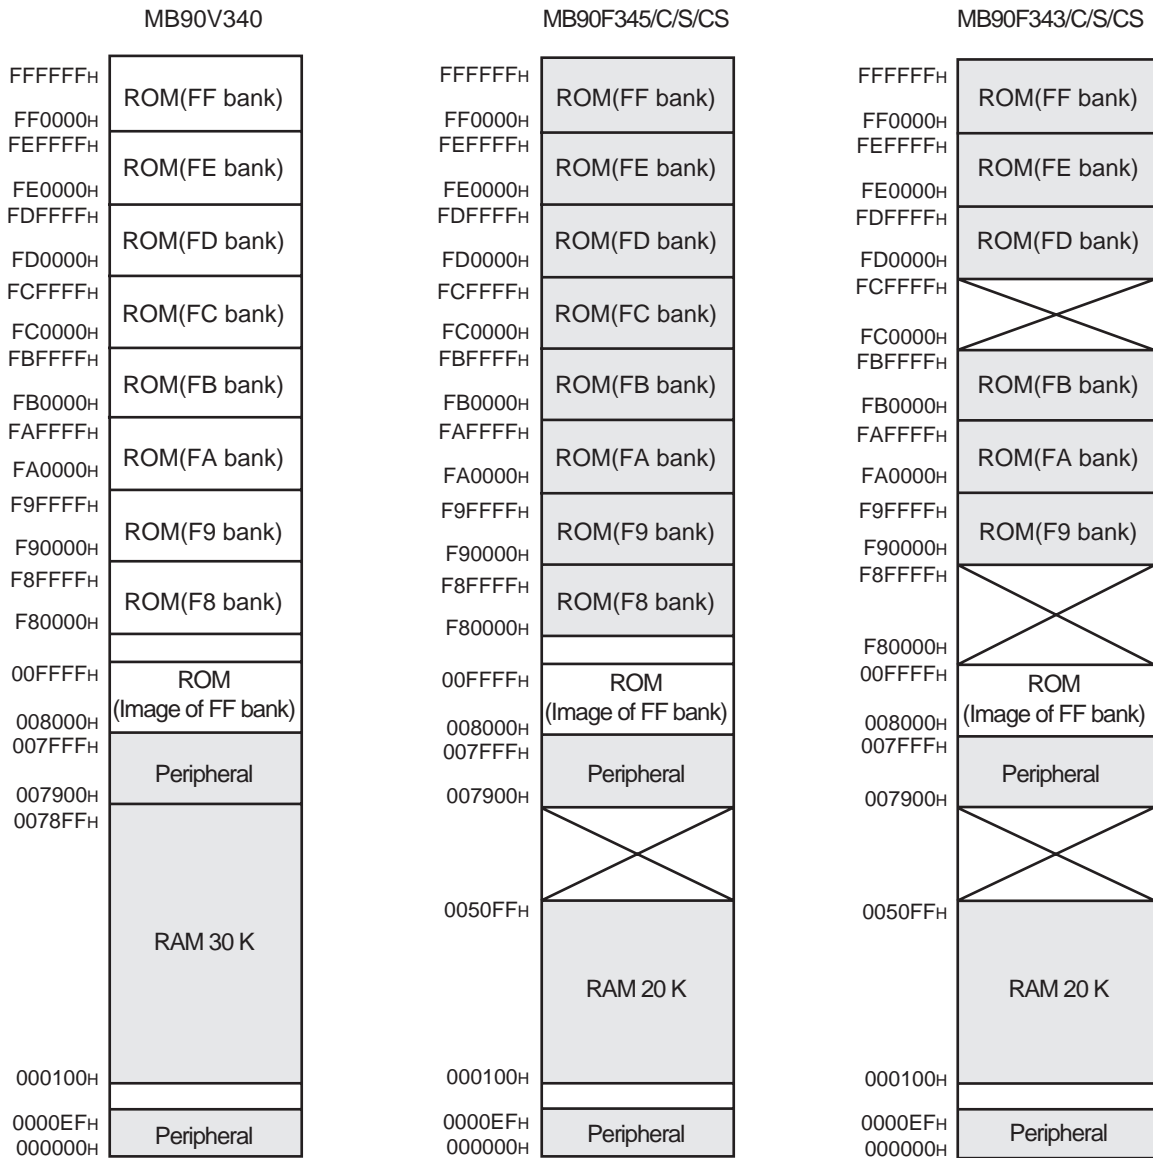 MB90V340
FFFFFFH
ROM(FF bank)
FF0000H
FEFFFFH
ROM(FE bank)
FE0000H
FDFFFFH
ROM(FD bank)
FD0000H
FCFFFFH
ROM(FC bank)
FC0000H
FBFFFFH
ROM(FB bank)
FB0000H
FAFFFFH
ROM(FA bank)
FA0000H
F9FFFFH
ROM(F9 bank)
F90000H
F8FFFFH
ROM(F8 bank)
F80000H
00FFFFH
ROM
(Image of FF bank)
008000H
007FFFH
Peripheral
007900H
0078FFH
RAM 30 K
000100H
0000EFH
Peripheral
000000H
MB90F345/C/S/CS
FFFFFFH
ROM(FF bank)
FF0000H
FEFFFFH
ROM(FE bank)
FE0000H
FDFFFFH
ROM(FD bank)
FD0000H
FCFFFFH
ROM(FC bank)
FC0000H
FBFFFFH
ROM(FB bank)
FB0000H
FAFFFFH
ROM(FA bank)
FA0000H
F9FFFFH
ROM(F9 bank)
F90000H
F8FFFFH
ROM(F8 bank)
F80000H
00FFFFH
ROM
(Image of FF bank)
008000H
007FFFH
Peripheral
007900H
0050FFH
RAM 20 K
000100H
0000EFH
Peripheral
000000H
MB90F343/C/S/CS
FFFFFFH
ROM(FF bank)
FF0000H
FEFFFFH
ROM(FE bank)
FE0000H
FDFFFFH
ROM(FD bank)
FD0000H
FCFFFFH
FC0000H
FBFFFFH
ROM(FB bank)
FB0000H
FAFFFFH
ROM(FA bank)
FA0000H
F9FFFFH
ROM(F9 bank)
F90000H
F8FFFFH
F80000H
00FFFFH
ROM
(Image of FF bank)
008000H
007FFFH
Peripheral
007900H
0050FFH
RAM 20 K
000100H
0000EFH
Peripheral
000000H